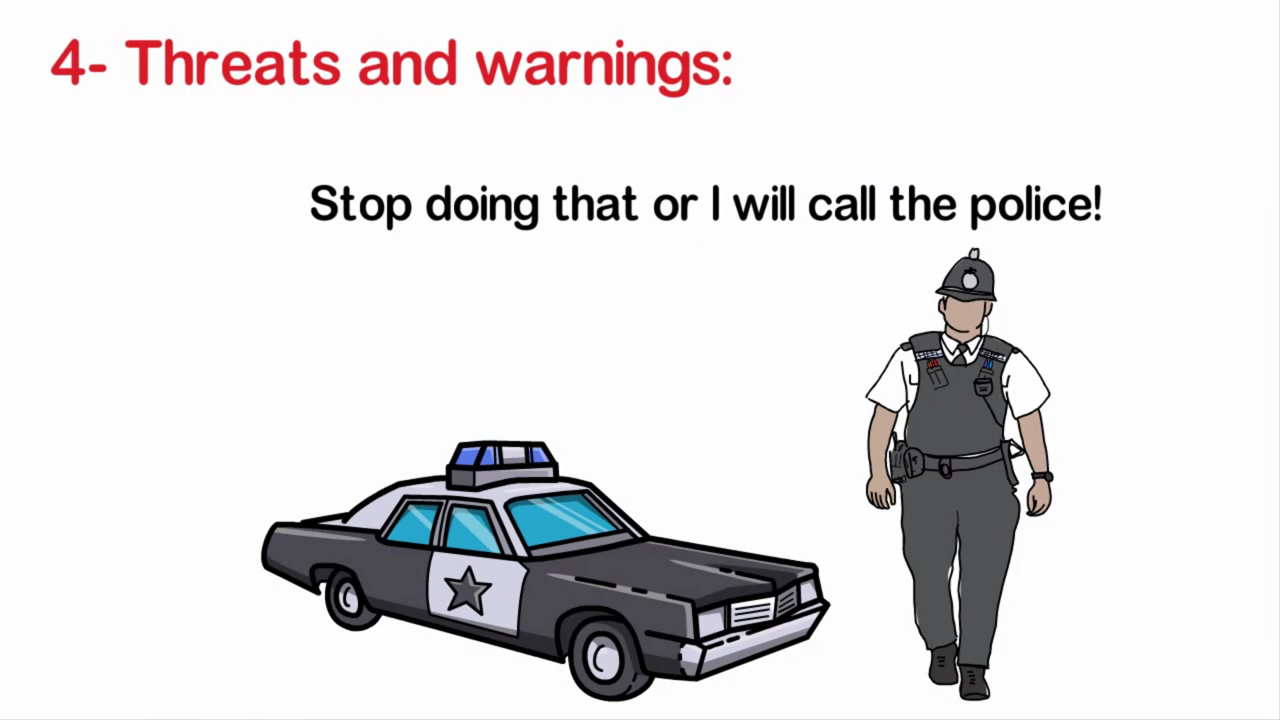 4- Threats and warnings:
Stop doing that or I will call the police!